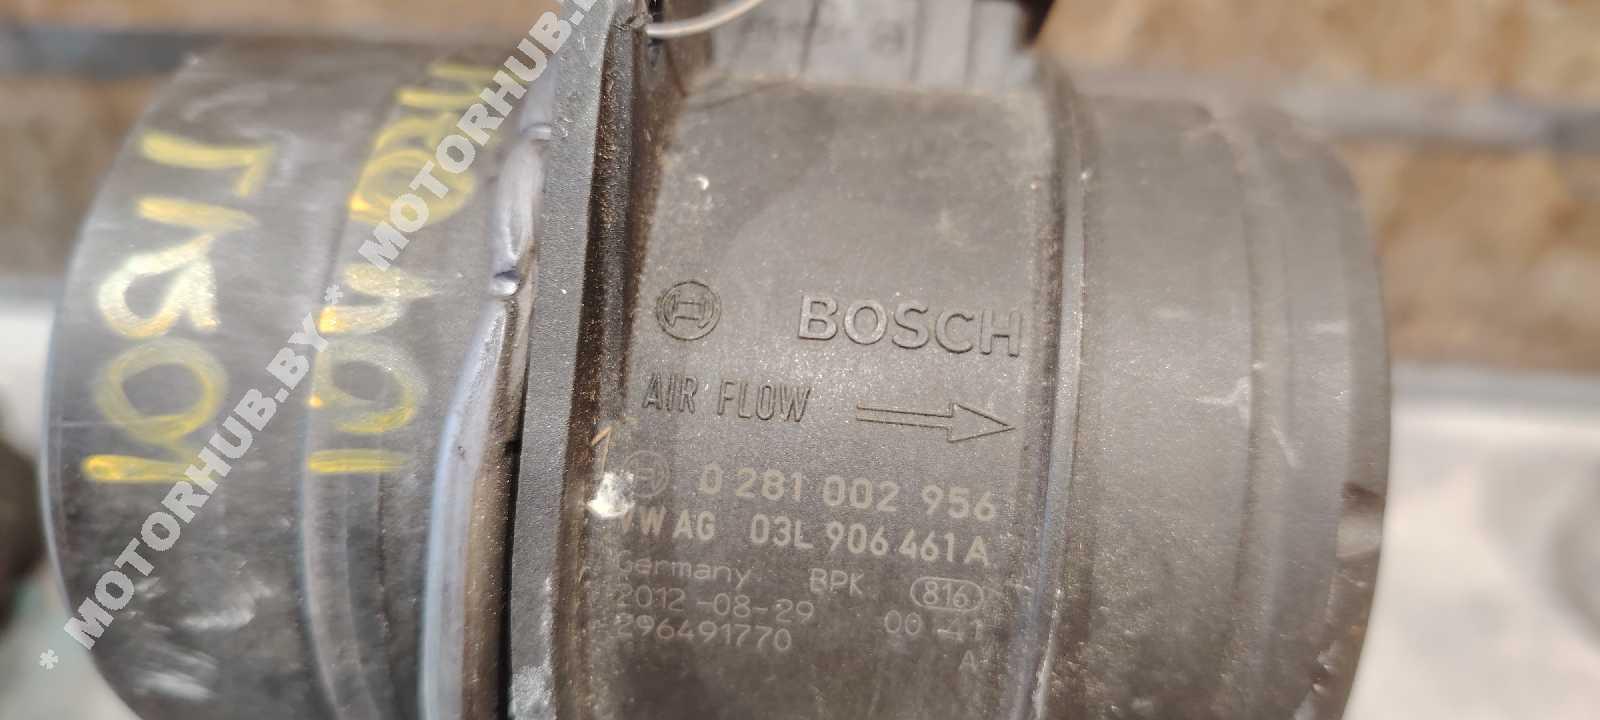 BOSCH
AIR FLOW
0 281 002 956
VW AG 03L 906 461 A
Germany BPK 816
2012-08-29 00 41
296491770 A
* MOTORHUB.BY * MOTORHUB.B